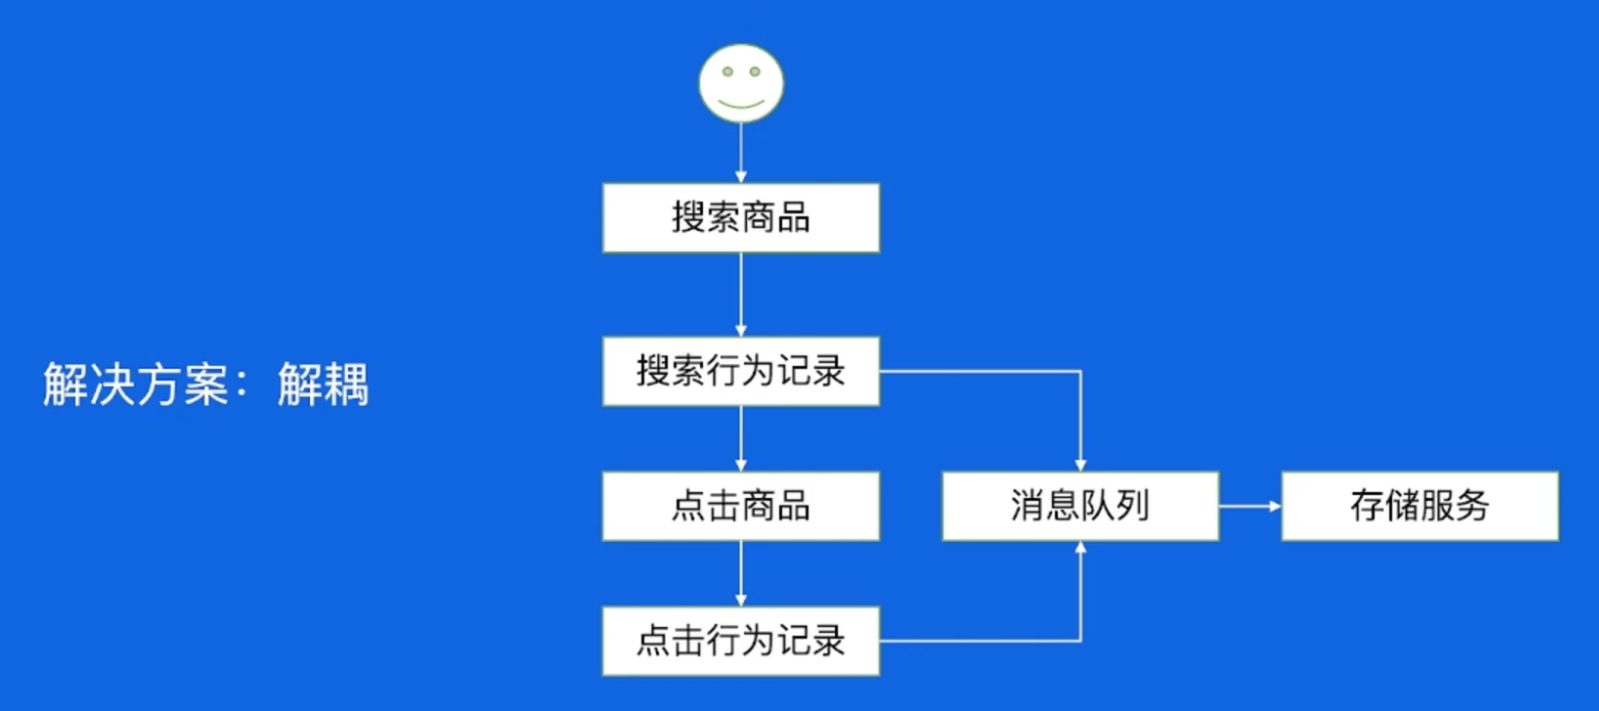 搜索商品
解决方案：解耦
搜索行为记录
点击商品
消息队列
存储服务
点击行为记录